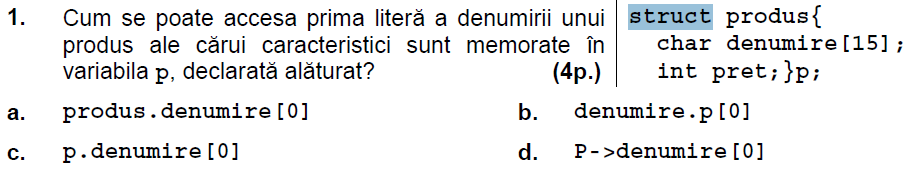 1. Cum se poate accesa prima literă a denumirii unui
produs ale cărui caracteristici sunt memorate în
variabila p, declarată alăturat? (4p.)
struct produs{
char denumire[15];
int pret;}p;
a. produs.denumire[0]
b. denumire.p[0]
c. p.denumire[0]
d. P->denumire[0]